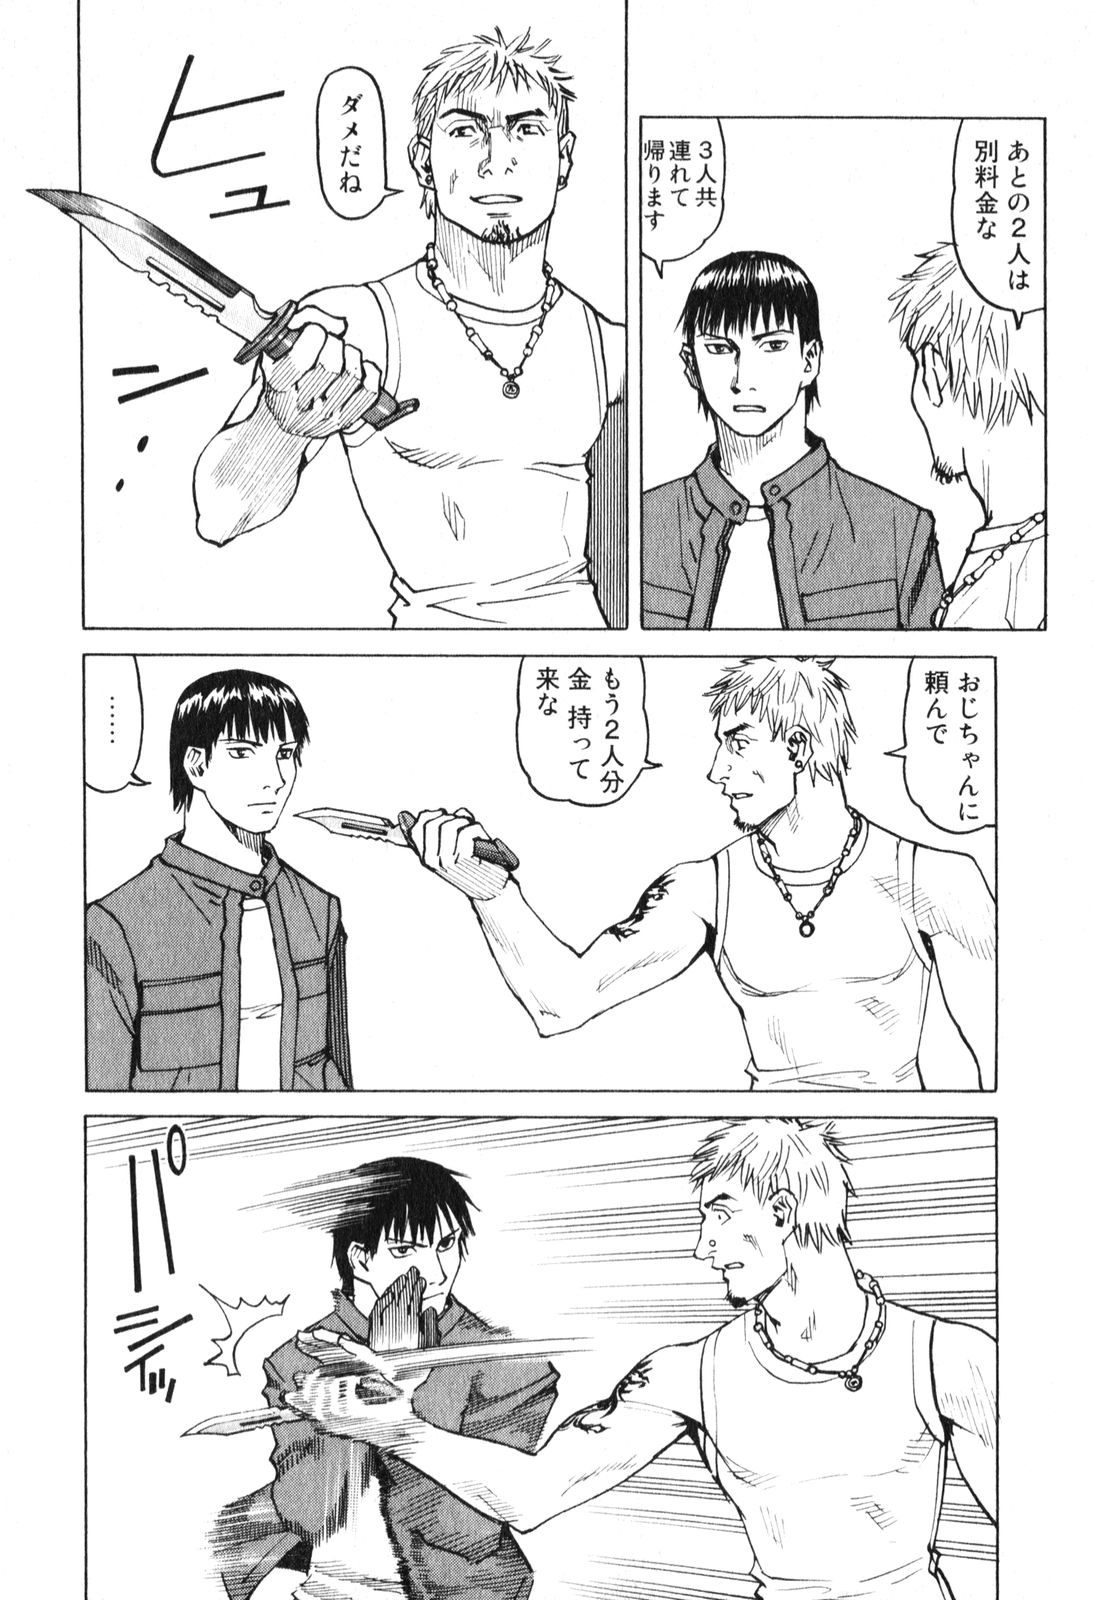 あとの2人は
別料金な
3人共
連れて
帰ります
ダメだね
ヒュ
ン
おじちゃんに
頼んで
もう2人分
金 持って
来な
……
パ
シィッ